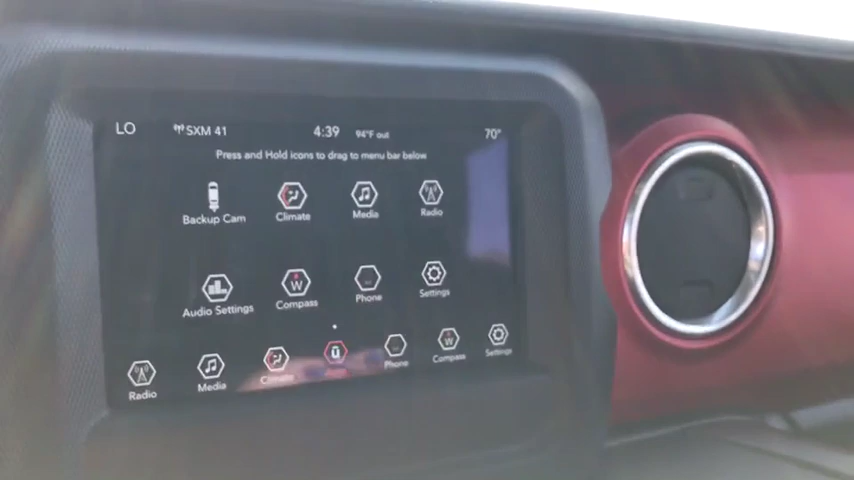 LO SXM 41 4:39 94°F out 70°
Press and Hold icons to drag to menu bar below
Backup Cam Climate Media Radio
Audio Settings W Compass Phone Settings
Radio Media Climate Phone W Compass Settings